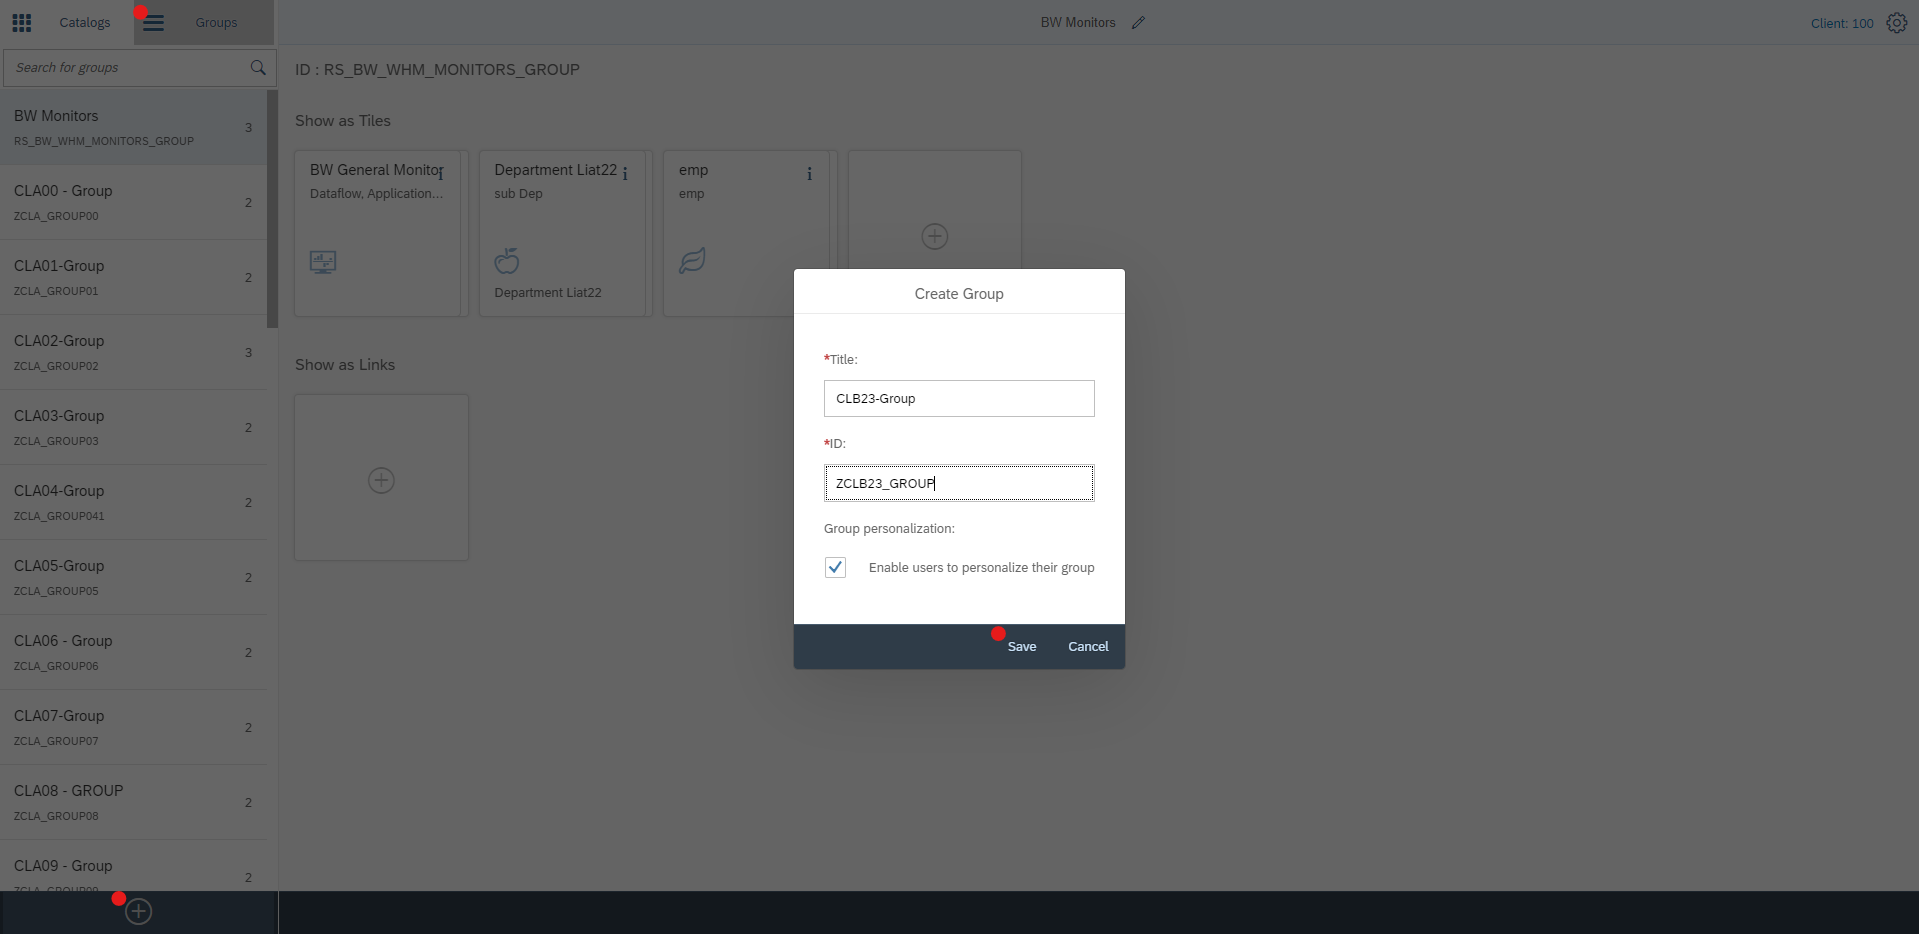 Catalogs
Groups
BW Monitors
Client: 100
Search for groups
BW Monitors
RS_BW_WHM_MONITORS_GROUP
3
CLA00 - Group
ZCLA_GROUP00
2
CLA01-Group
ZCLA_GROUP01
2
CLA02-Group
ZCLA_GROUP02
3
CLA03-Group
ZCLA_GROUP03
2
CLA04-Group
ZCLA_GROUP041
2
CLA05-Group
ZCLA_GROUP05
2
CLA06 - Group
ZCLA_GROUP06
2
CLA07-Group
ZCLA_GROUP07
2
CLA08 - GROUP
ZCLA_GROUP08
2
CLA09 - Group
ZCLA_GROUP09
2
ID : RS_BW_WHM_MONITORS_GROUP
Show as Tiles
BW General Monitor
Dataflow, Application...
Department Liat22
sub Dep
Department Liat22
emp
emp
Show as Links
Create Group
*Title:
CLB23-Group
*ID:
ZCLB23_GROUP
Group personalization:
Enable users to personalize their group
Save
Cancel